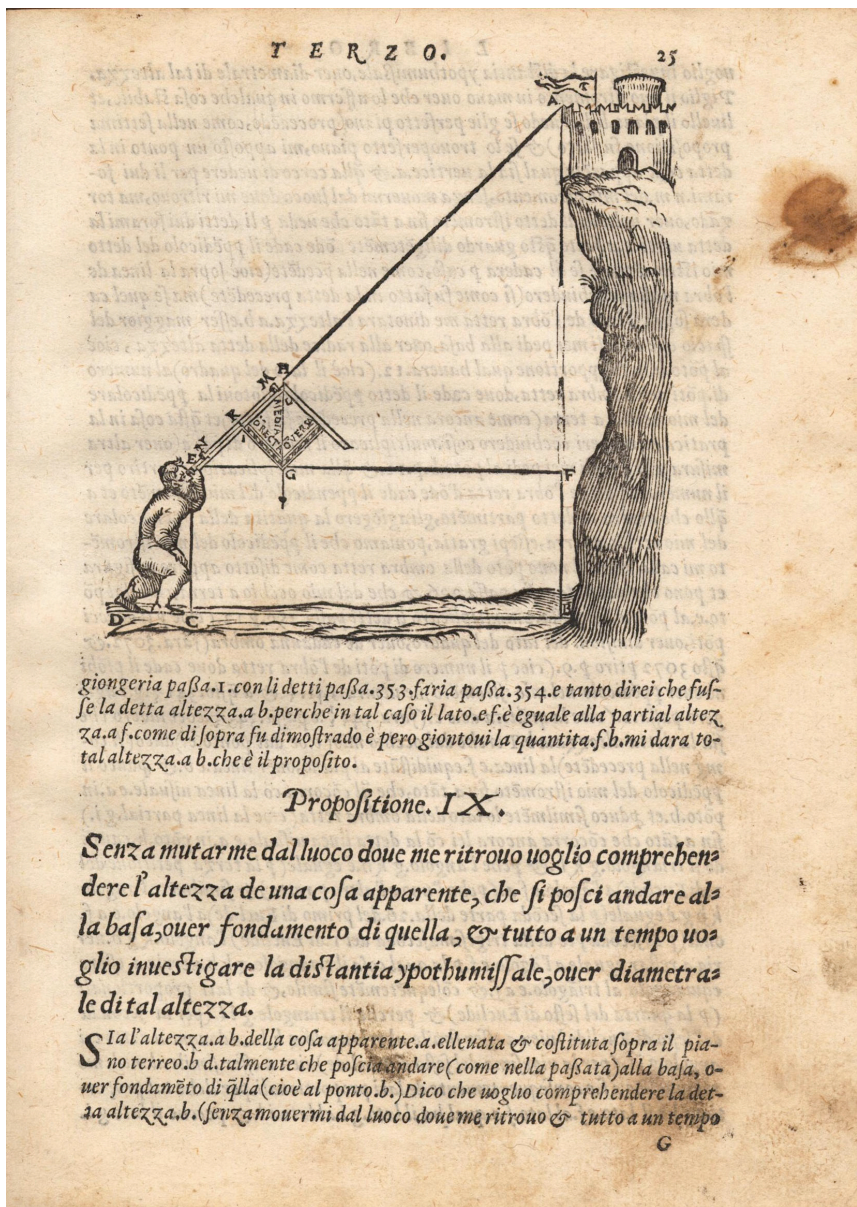 TERZO. 25
A
M H
E
K C
I ORECTA MEDIA OVERSA
N
E
G F
D C B
giongeria paßa.1.con li detti paßa.353.faria paßa.354.e tanto direi che fuſ-
ſe la detta altezza.a b.perche in tal caſo il lato.e f.è eguale alla partial altez
za.a f.come di ſopra fu dimoſtrado è pero giontoui la quantita.f.b.mi dara to-
tal altezza.a b.che è il propoſito.
Propoſitione.IX.
Senza mutarme dal luoco doue me ritrouo uoglio comprehen-
dere l'altezza de una coſa apparente, che ſi poſci andare al-
la baſa, ouer fondamento di quella, & tutto a un tempo uo-
glio inueſtigare la diſtantia ypothumiſſale, ouer diametra-
le di tal altezza.
SIa l'altezza.a b.della coſa apparente.a.elleuata & coſtituta ſopra il pia-
no terreo.b d.talmente che poſcia andare(come nella paßata)alla baſa, o-
uer fondamēto di q̄lla(cioè al ponto.b.)Dico che uoglio comprehendere la det-
ta altezza.b.(ſenza mouermi dal luoco doue me ritrouo & tutto a un tempo
G